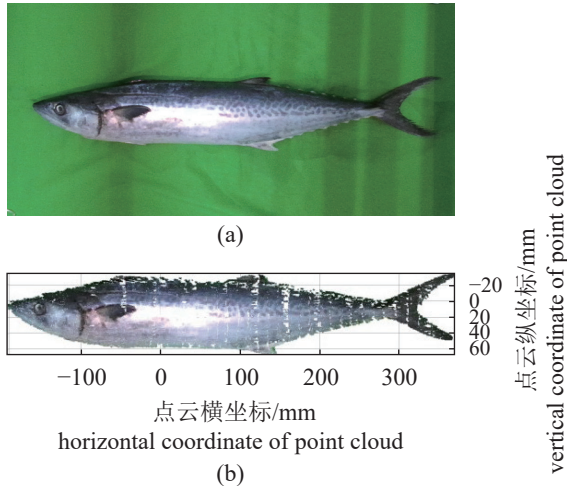 (a)
−20
0
20
40
60
−100 0 100 200 300
点云横坐标/mm
horizontal coordinate of point cloud
点云纵坐标/mm
vertical coordinate of point cloud
(b)